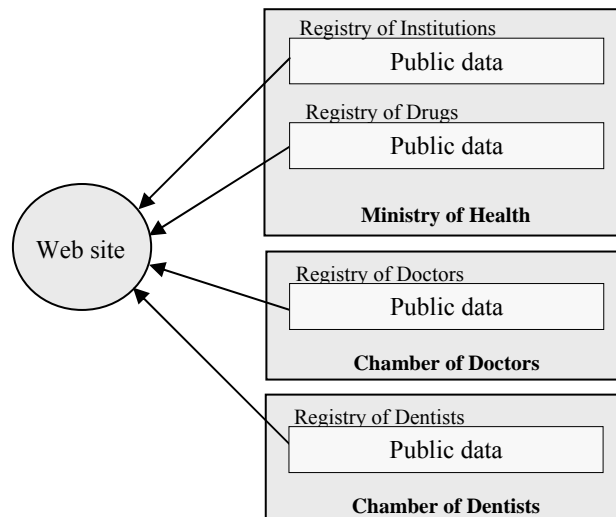 Registry of Institutions
Public data
Registry of Drugs
Public data
Ministry of Health
Web site
Registry of Doctors
Public data
Chamber of Doctors
Registry of Dentists
Public data
Chamber of Dentists